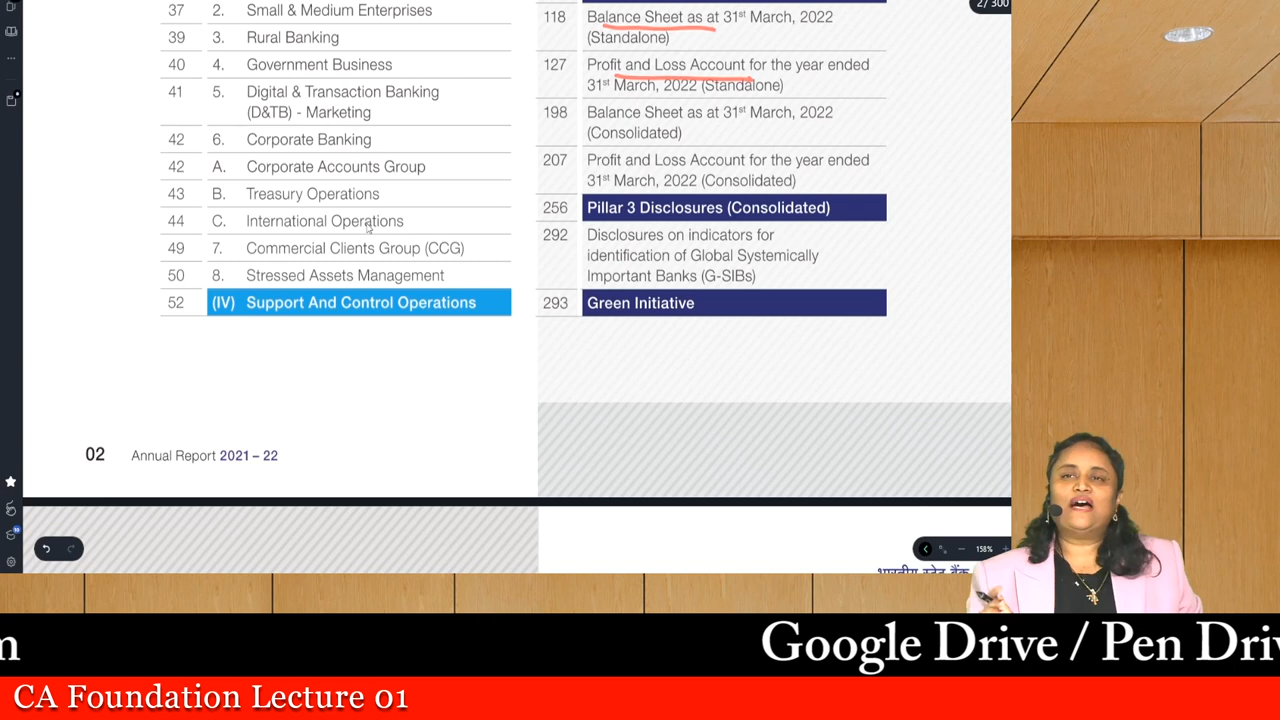 37 2. Small & Medium Enterprises
39 3. Rural Banking
40 4. Government Business
41 5. Digital & Transaction Banking
(D&TB) - Marketing
42 6. Corporate Banking
42 A. Corporate Accounts Group
43 B. Treasury Operations
44 C. International Operations
49 7. Commercial Clients Group (CCG)
50 8. Stressed Assets Management
52 (IV) Support And Control Operations
118 Balance Sheet as at 31st March, 2022
(Standalone)
127 Profit and Loss Account for the year ended
31st March, 2022 (Standalone)
198 Balance Sheet as at 31st March, 2022
(Consolidated)
207 Profit and Loss Account for the year ended
31st March, 2022 (Consolidated)
256 Pillar 3 Disclosures (Consolidated)
292 Disclosures on indicators for
identification of Global Systemically
Important Banks (G-SIBs)
293 Green Initiative
2/300
02 Annual Report 2021 – 22
158%
भारतीय स्टेट बैंक
m
Google Drive / Pen Driv
CA Foundation Lecture 01